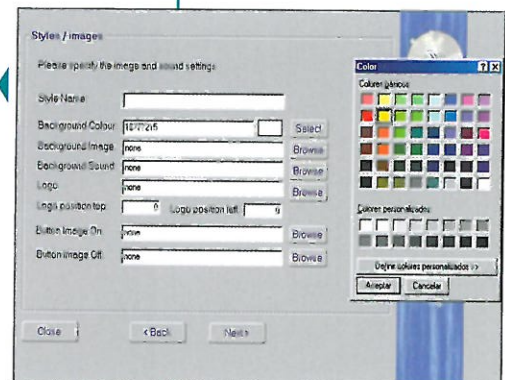 Styles / images
Please specify the image and sound settings
Style Name
Background Colour 16777215 Select
Background Image none Browse
Background Sound none Browse
Logo none Browse
Logo position top 0 Logo position left 0
Button Image On none Browse
Button Image Off none Browse
Close < Back Next >
Color
Colores básicos:
Colores personalizados:
Definir colores personalizados >>
Aceptar Cancelar